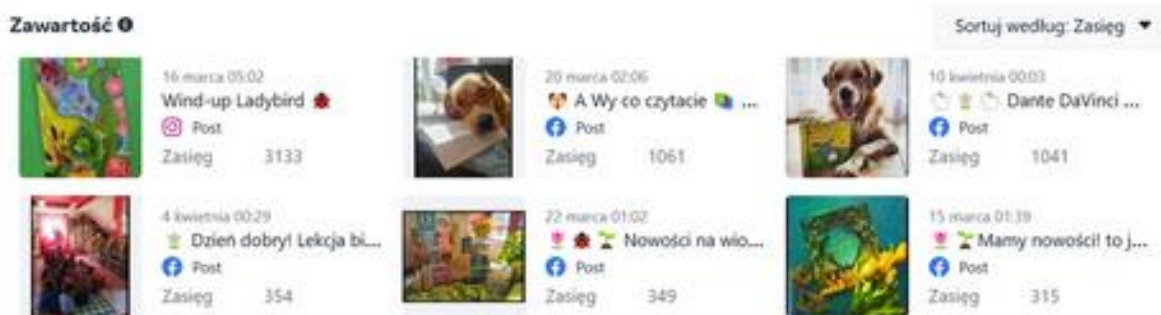 Zawartość
Sortuj według: Zasięg
16 marca 05:02
Wind-up Ladybird 🐞
Post
Zasięg 3133
20 marca 02:06
🐶 A Wy co czytacie 📚 ...
Post
Zasięg 1061
10 kwietnia 00:03
Dante DaVinci ...
Post
Zasięg 1041
4 kwietnia 00:29
Dzień dobry! Lekcja bi...
Post
Zasięg 354
22 marca 01:02
🌷 🐞 🌱 Nowości na wio...
Post
Zasięg 349
15 marca 01:39
🌷 🌱 Mamy nowości! to j...
Post
Zasięg 315